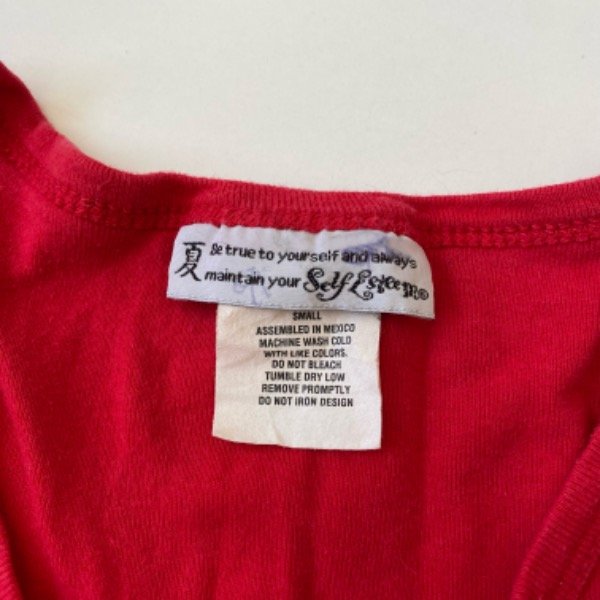 夏 Be true to yourself and always
maintain your Self Esteem®
SMALL
ASSEMBLED IN MEXICO
MACHINE WASH COLD
WITH LIKE COLORS.
DO NOT BLEACH
TUMBLE DRY LOW
REMOVE PROMPTLY
DO NOT IRON DESIGN